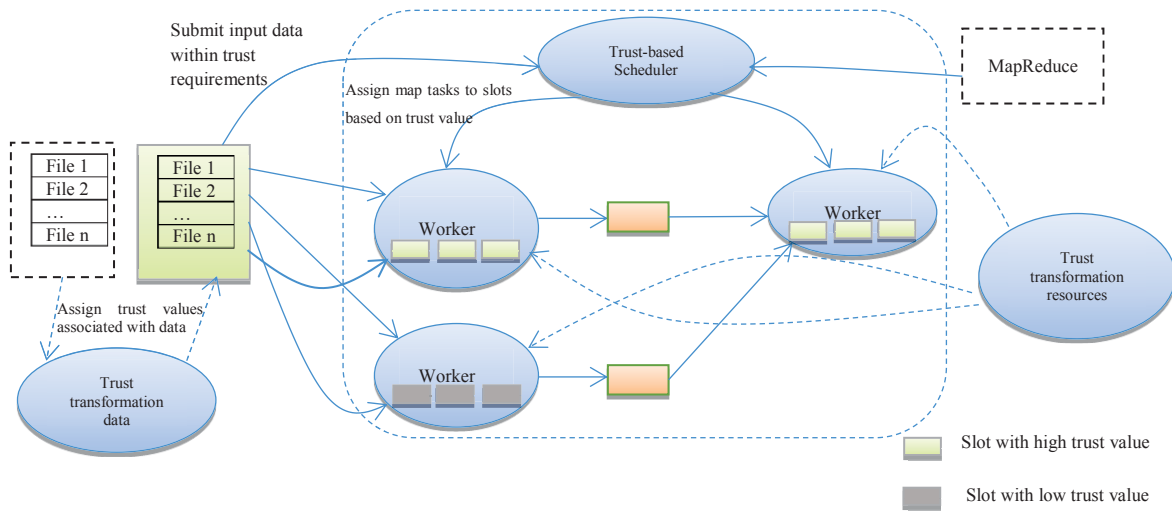 Submit input data
within trust
requirements
Trust-based
Scheduler
MapReduce
Assign map tasks to slots
based on trust value
File 1
File 2
…
File n
File 1
File 2
…
File n
Worker
Worker
Trust
transformation
resources
Assign trust values
associated with data
Trust
transformation
data
Worker
Slot with high trust value
Slot with low trust value